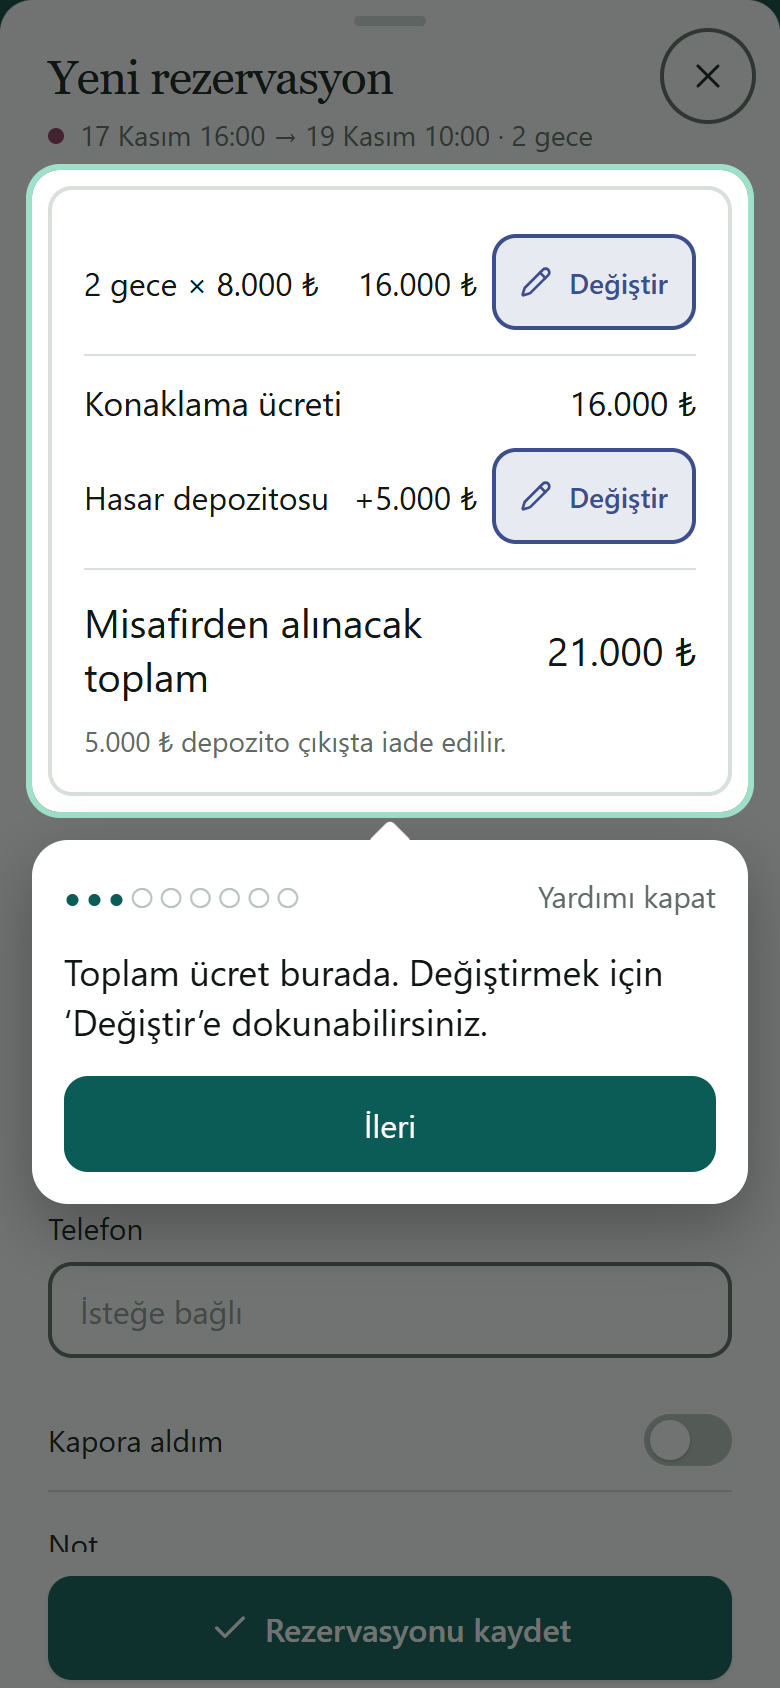 Yeni rezervasyon
17 Kasım 16:00 → 19 Kasım 10:00 · 2 gece
2 gece × 8.000 ₺ 16.000 ₺ Değiştir
Konaklama ücreti 16.000 ₺
Hasar depozitosu +5.000 ₺ Değiştir
Misafirden alınacak
toplam
21.000 ₺
5.000 ₺ depozito çıkışta iade edilir.
Yardımı kapat
Toplam ücret burada. Değiştirmek için
‘Değiştir’e dokunabilirsiniz.
İleri
Telefon
İsteğe bağlı
Kapora aldım
Not
Rezervasyonu kaydet